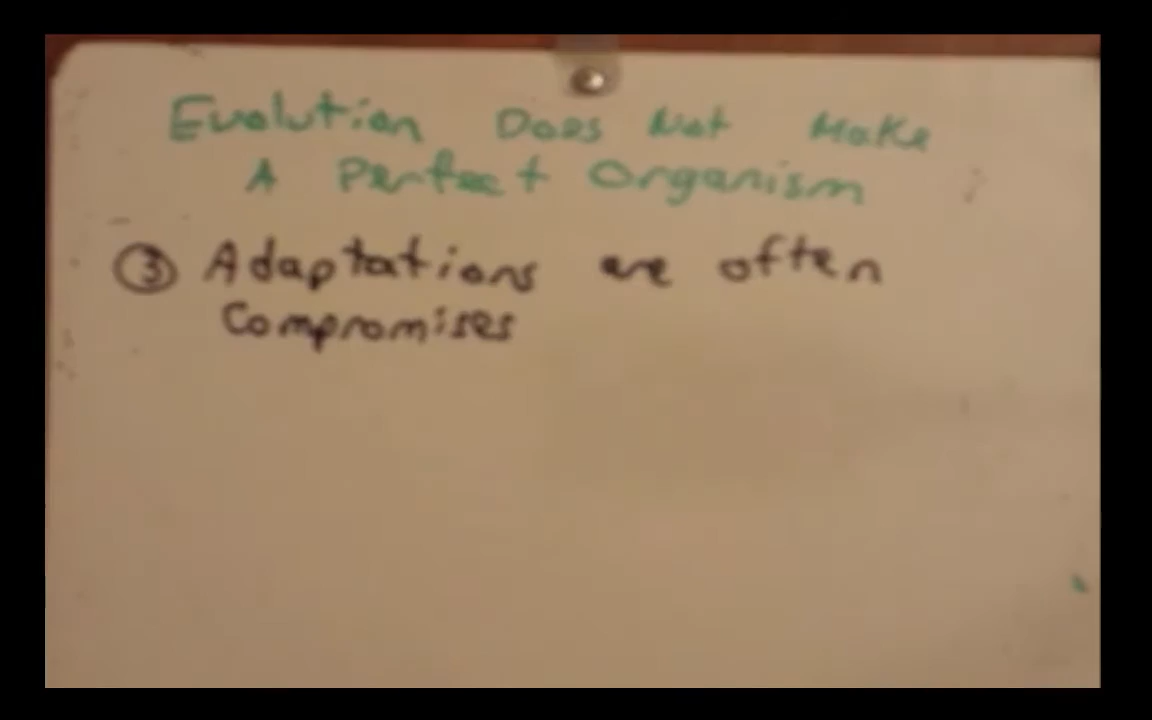 Evolution Does Not Make
A Perfect Organism
③ Adaptations are often
Compromises